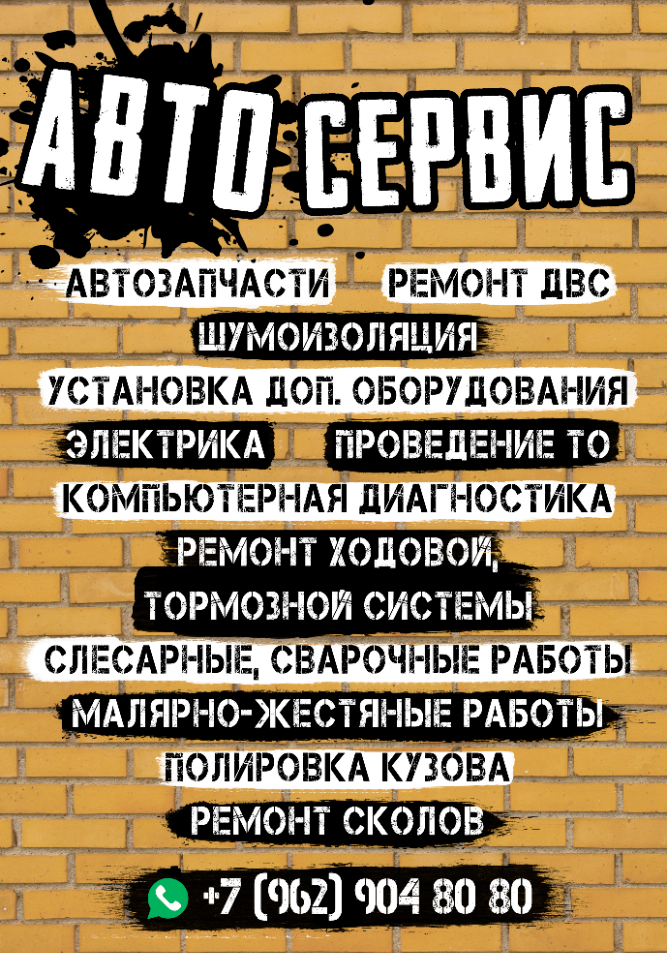 АВТО СЕРВИС
АВТОЗАПЧАСТИ РЕМОНТ ДВС
ШУМОИЗОЛЯЦИЯ
УСТАНОВКА ДОП. ОБОРУДОВАНИЯ
ЭЛЕКТРИКА ПРОВЕДЕНИЕ ТО
КОМПЬЮТЕРНАЯ ДИАГНОСТИКА
РЕМОНТ ХОДОВОЙ,
ТОРМОЗНОЙ СИСТЕМЫ
СЛЕСАРНЫЕ, СВАРОЧНЫЕ РАБОТЫ
МАЛЯРНО-ЖЕСТЯНЫЕ РАБОТЫ
ПОЛИРОВКА КУЗОВА
РЕМОНТ СКОЛОВ
+7 (962) 904 80 80